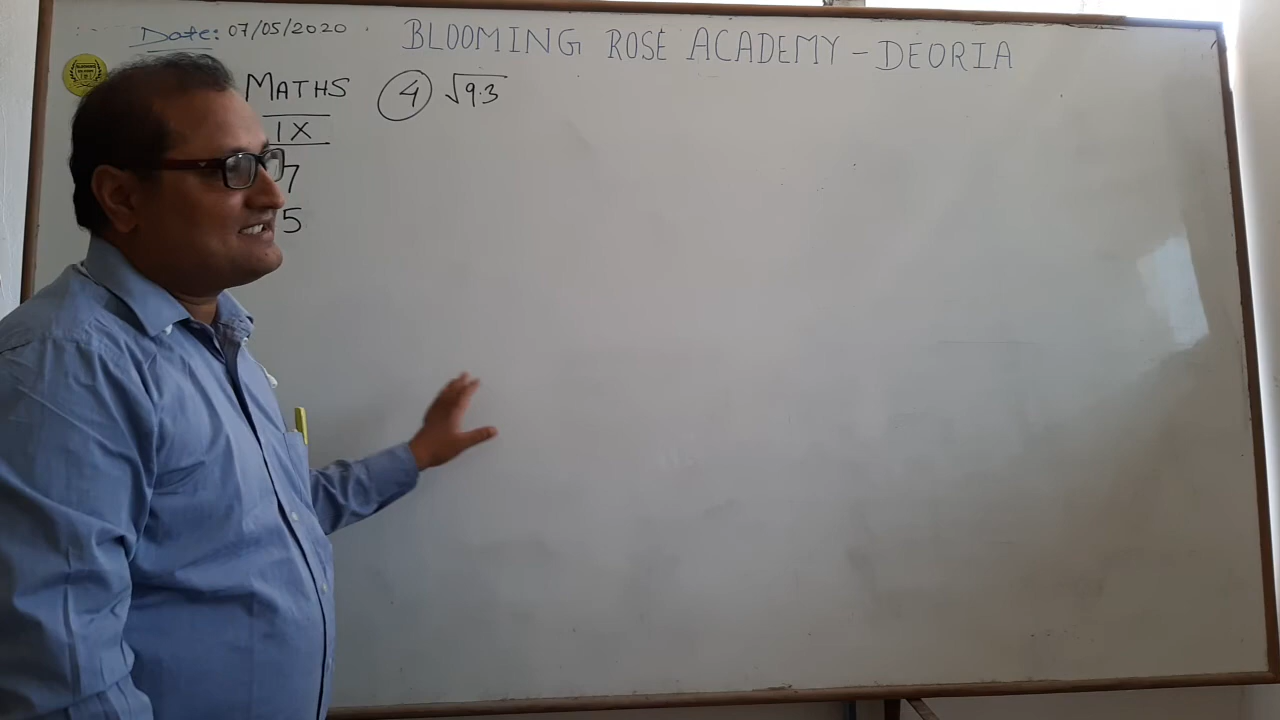 Date: 07/05/2020
BLOOMING ROSE ACADEMY - DEORIA
MATHS
IX
7
5
④ √9.3